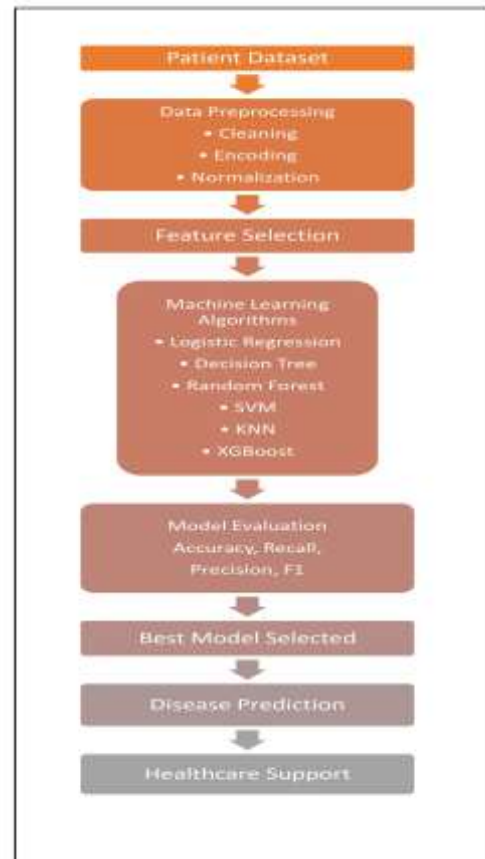 Patient Dataset
Data Preprocessing
• Cleaning
• Encoding
• Normalization
Feature Selection
Machine Learning
Algorithms
• Logistic Regression
• Decision Tree
• Random Forest
• SVM
• KNN
• XGBoost
Model Evaluation
Accuracy, Recall,
Precision, F1
Best Model Selected
Disease Prediction
Healthcare Support